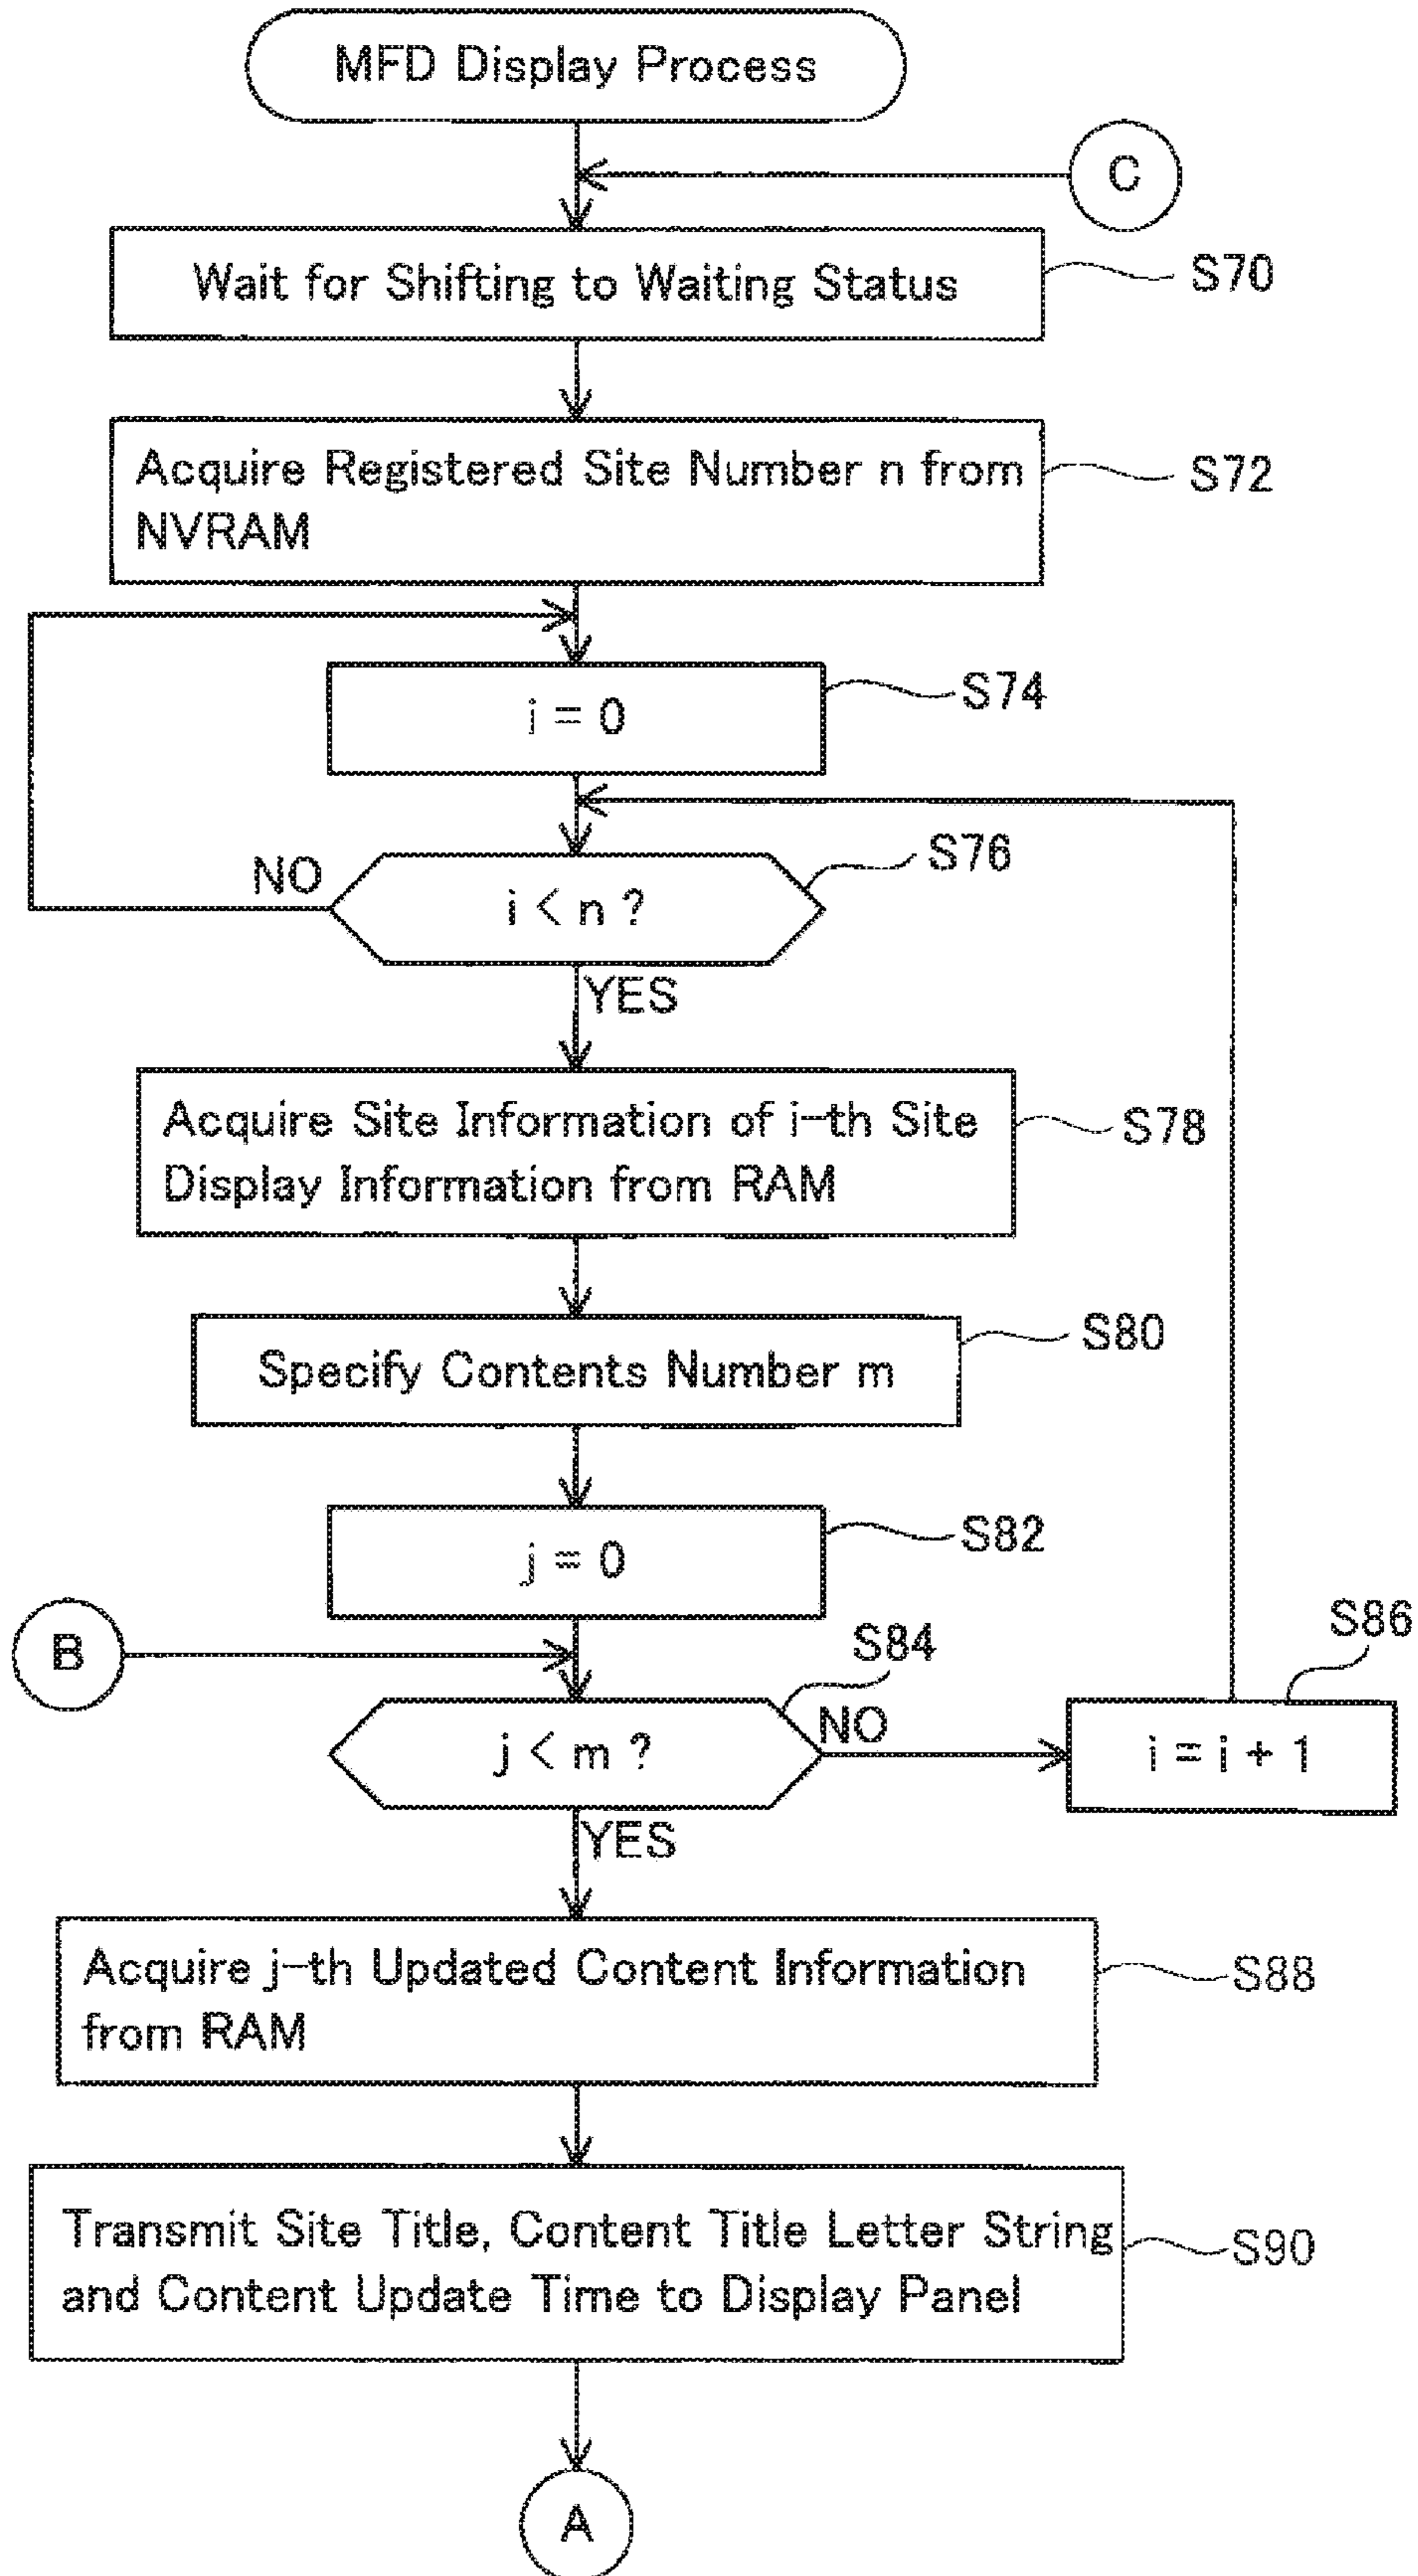 MFD Display Process
C
Wait for Shifting to Waiting Status
S70
Acquire Registered Site Number n from
NVRAM
S72
i = 0
S74
i < n ?
S76
NO
YES
Acquire Site Information of i-th Site
Display Information from RAM
S78
Specify Contents Number m
S80
j = 0
S82
B
j < m ?
S84
NO
i = i + 1
S86
YES
Acquire j-th Updated Content Information
from RAM
S88
Transmit Site Title, Content Title Letter String
and Content Update Time to Display Panel
S90
A